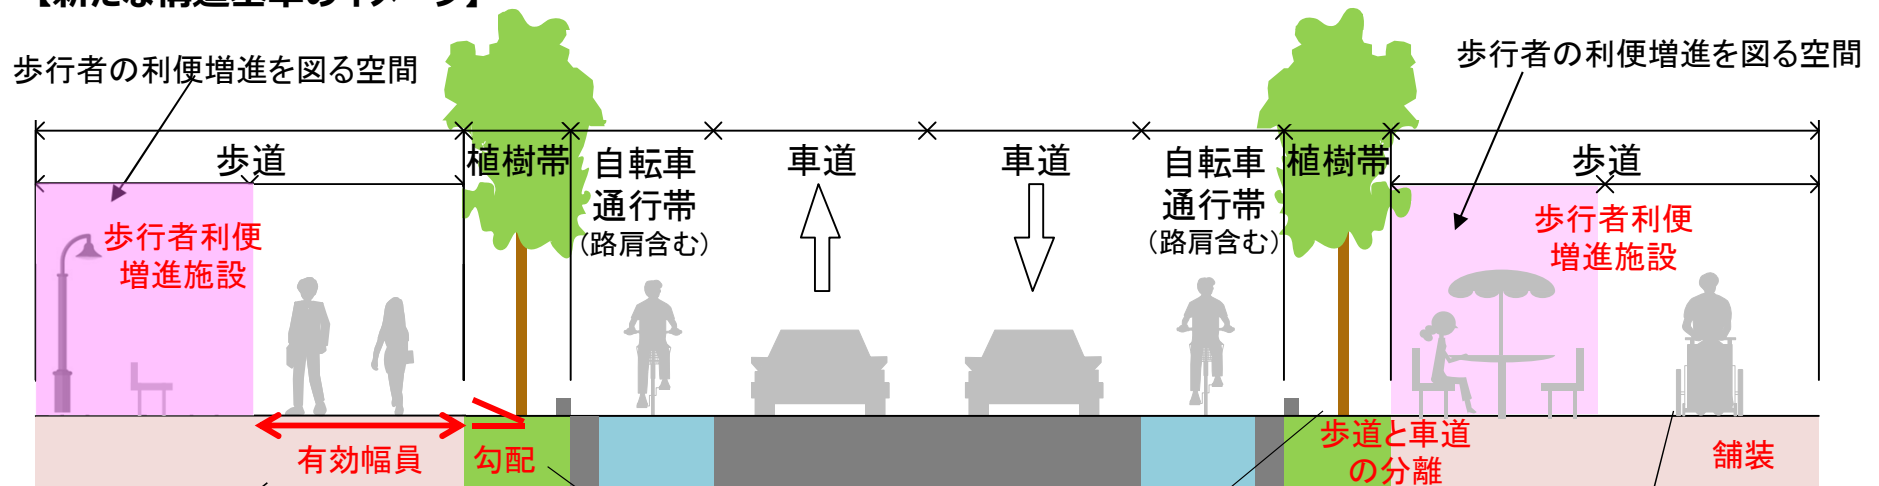 歩行者の利便増進を図る空間
歩行者の利便増進を図る空間
歩道
植樹帯
自転車
通行帯
（路肩含む）
車道
車道
自転車
通行帯
（路肩含む）
植樹帯
歩道
歩行者利便
増進施設
歩行者利便
増進施設
有効幅員
勾配
歩道と車道
の分離
舗装